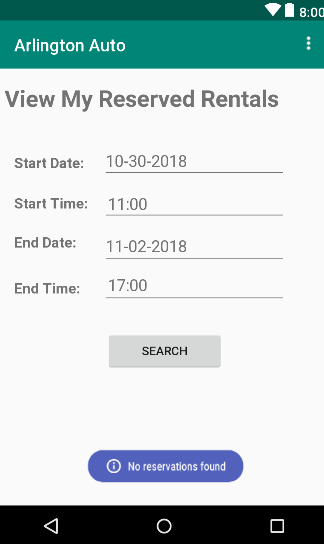 8:00
Arlington Auto
View My Reserved Rentals
Start Date: 10-30-2018
Start Time: 11:00
End Date: 11-02-2018
End Time: 17:00
SEARCH
No reservations found